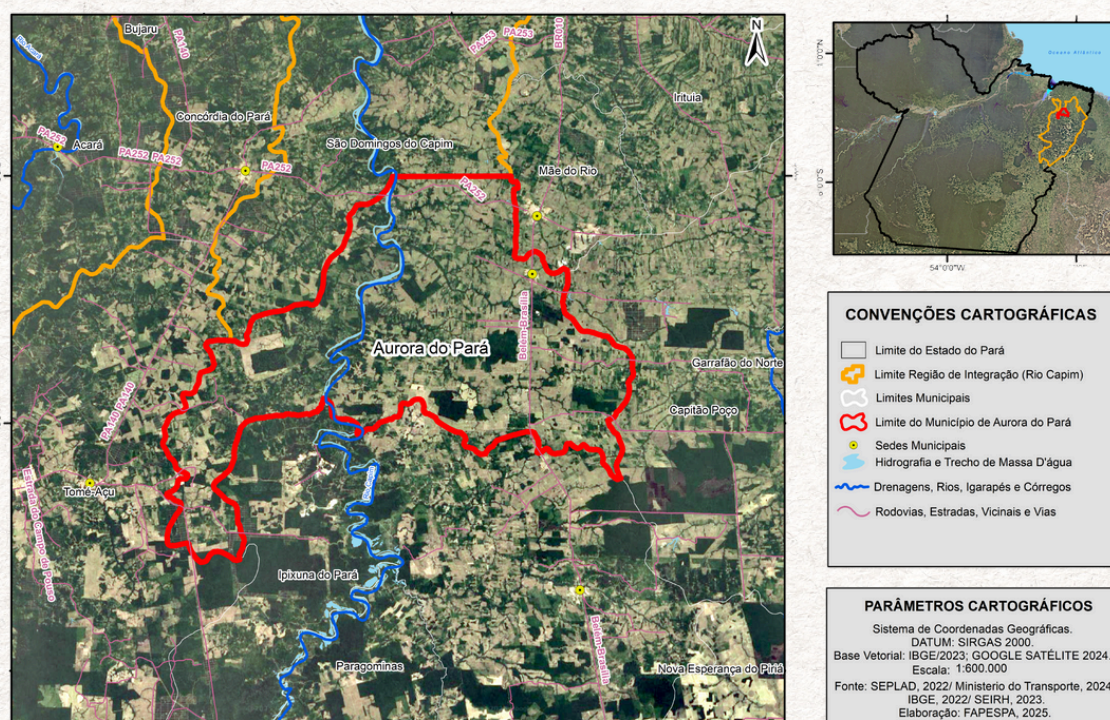 Bujaru
PA140
PA253
PA253
BR010
N
Rio Acará
Irituia
Concórdia do Pará
São Domingos do Capim
PA252
Acará
PA252 PA252
PA252
Mãe do Rio
PA252
Belém-Brasília
Aurora do Pará
Garrafão do Norte
PA140 PA140
Capitão Poço
Estrada do Campo de Pouso
Tomé-Açu
Rio Capim
Ipixuna do Pará
Belém-Brasília
Paragominas
Nova Esperança do Piriá
Oceano Atlântico
1°0'0"N
54°0'0"W
CONVENÇÕES CARTOGRÁFICAS
Limite do Estado do Pará
Limite Região de Integração (Rio Capim)
Limites Municipais
Limite do Município de Aurora do Pará
Sedes Municipais
Hidrografia e Trecho de Massa D'água
Drenagens, Rios, Igarapés e Córregos
Rodovias, Estradas, Vicinais e Vias
PARÂMETROS CARTOGRÁFICOS
Sistema de Coordenadas Geográficas.
DATUM: SIRGAS 2000.
Base Vetorial: IBGE/2023; GOOGLE SATÉLITE 2024.
Escala: 1:600.000
Fonte: SEPLAD, 2022/ Ministerio do Transporte, 2024
IBGE, 2022/ SEIRH, 2023.
Elaboração: FAPESPA, 2025.